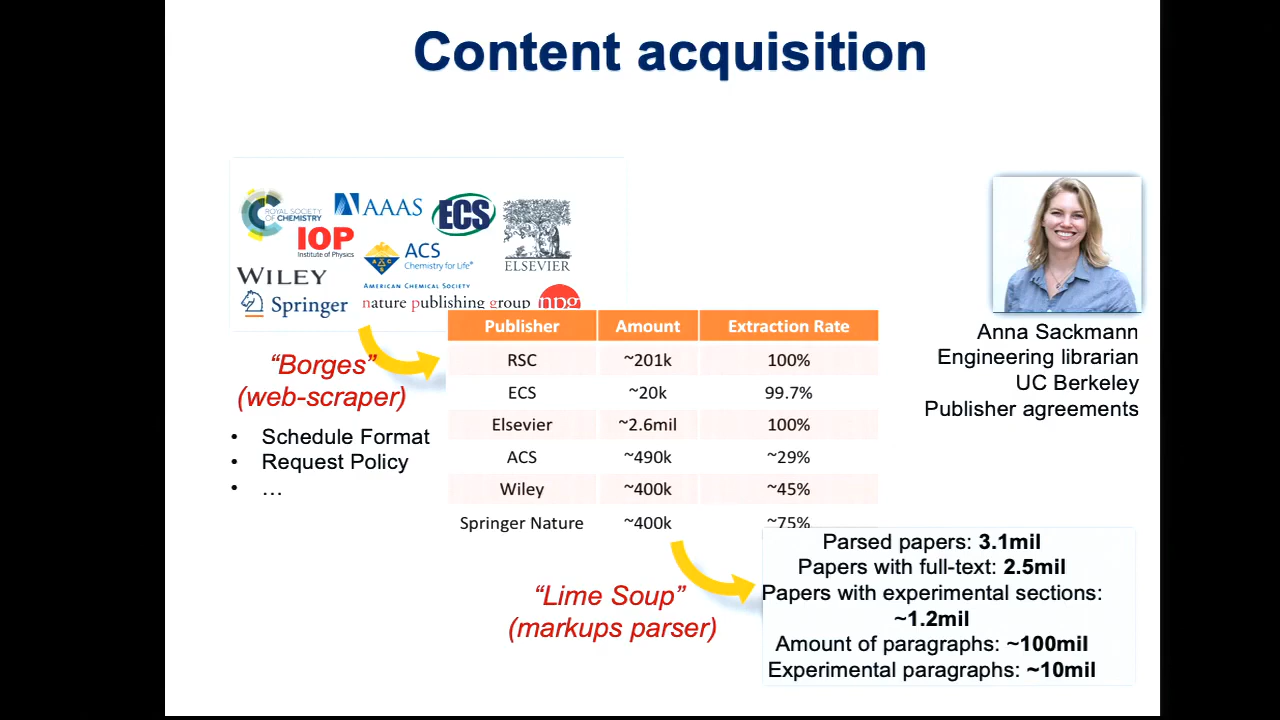 Content acquisition
ROYAL SOCIETY
OF CHEMISTRY
AAAS
ECS
IOP
Institute of Physics
ACS
Chemistry for Life®
AMERICAN CHEMICAL SOCIETY
ELSEVIER
WILEY
Springer
nature publishing group npg
"Borges"
(web-scraper)
• Schedule Format
• Request Policy
• ...
Publisher Amount Extraction Rate
RSC ~201k 100%
ECS ~20k 99.7%
Elsevier ~2.6mil 100%
ACS ~490k ~29%
Wiley ~400k ~45%
Springer Nature ~400k ~75%
Anna Sackmann
Engineering librarian
UC Berkeley
Publisher agreements
"Lime Soup"
(markups parser)
Parsed papers: 3.1mil
Papers with full-text: 2.5mil
Papers with experimental sections:
~1.2mil
Amount of paragraphs: ~100mil
Experimental paragraphs: ~10mil